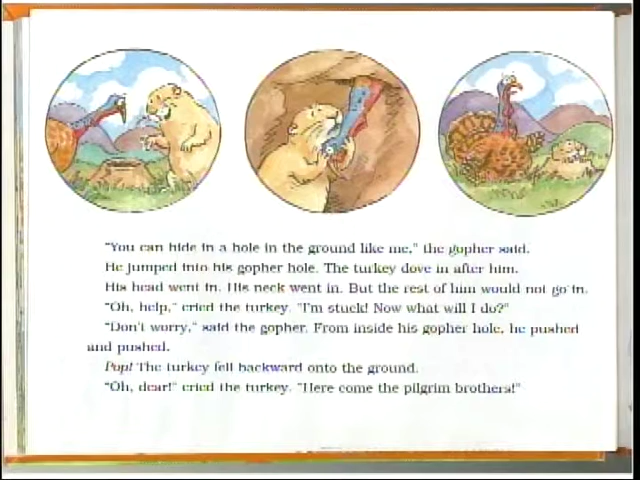 "You can hide in a hole in the ground like me," the gopher said.
He jumped into his gopher hole. The turkey dove in after him.
His head went in. His neck went in. But the rest of him would not go in.
"Oh, help," cried the turkey. "I'm stuck! Now what will I do?"
"Don't worry," said the gopher. From inside his gopher hole, he pushed
and pushed.
Pop! The turkey fell backward onto the ground.
"Oh, dear!" cried the turkey. "Here come the pilgrim brothers!"